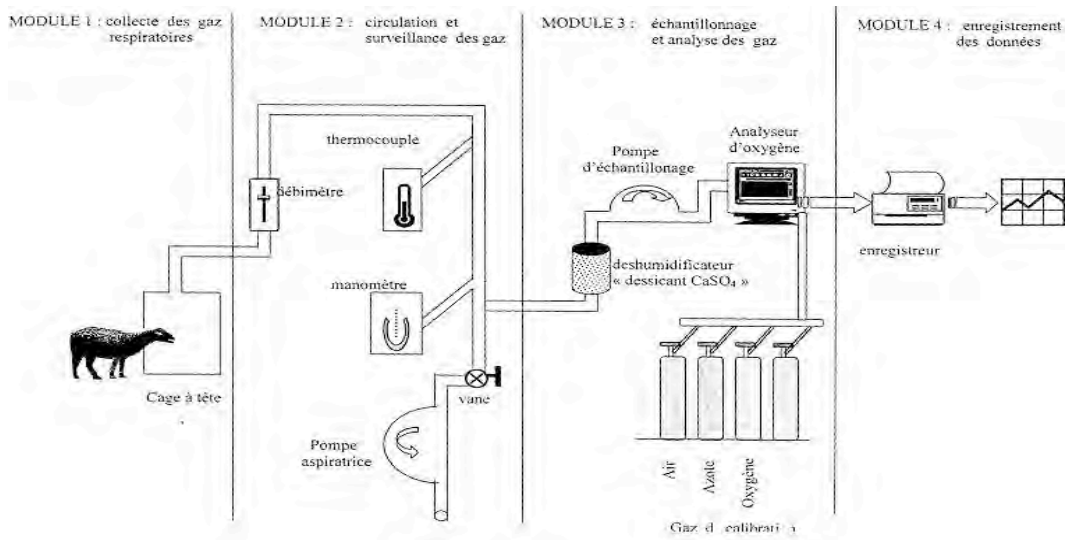 MODULE 1 : collecte des gaz
respiratoires
MODULE 2 : circulation et
surveillance des gaz
MODULE 3 : échantillonnage
et analyse des gaz
MODULE 4 : enregistrement
des données
thermocouple
débimètre
manomètre
Cage à tête
vane
Pompe
aspiratrice
Pompe
d'échantillonage
Analyseur
d'oxygène
deshumidificateur
« dessicant CaSO₄ »
enregistreur
Air
Azote
Oxygène
Gaz d calibrati